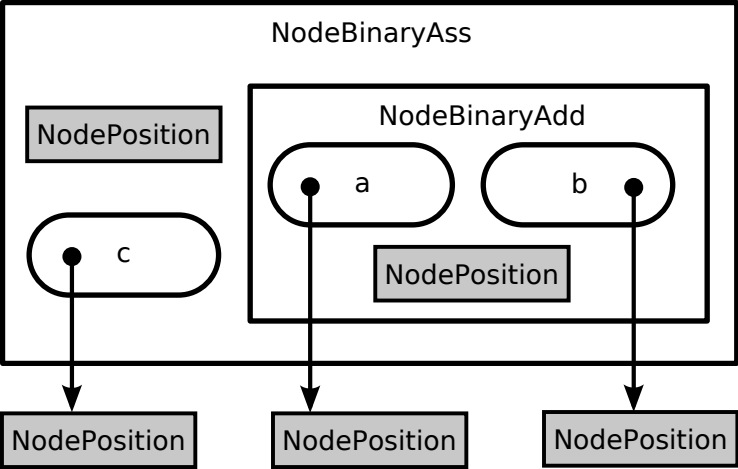 NodeBinaryAss
NodeBinaryAdd
NodePosition
a
b
c
NodePosition
NodePosition
NodePosition
NodePosition